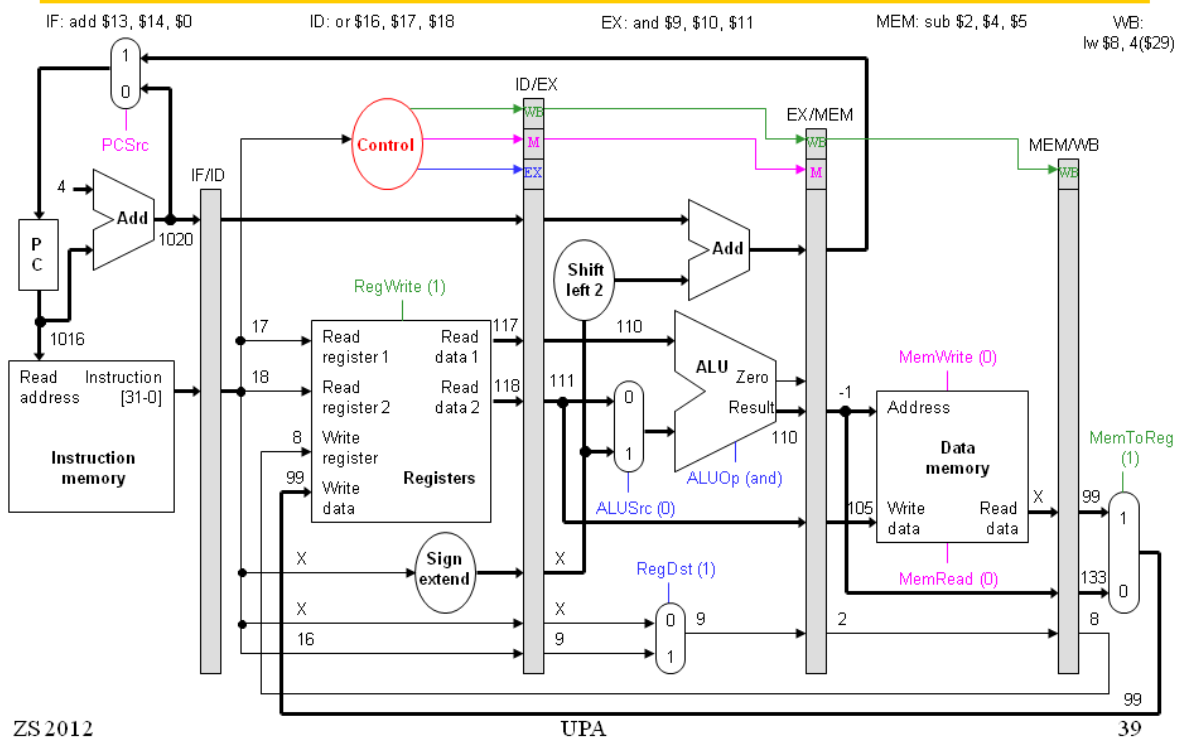 IF: add $13, $14, $0
ID: or $16, $17, $18
EX: and $9, $10, $11
MEM: sub $2, $4, $5
WB:
lw $8, 4($29)
1
0
PCSrc
ID/EX
WB
M
EX
Control
EX/MEM
WB
M
MEM/WB
WB
IF/ID
4
Add
1020
P
C
1016
Add
Shift
left 2
RegWrite (1)
17
18
8
99
Read
register 1
Read
data 1
Read
register 2
Read
data 2
Write
register
Write
data
Registers
117
118
110
111
Read
address
Instruction
[31-0]
Instruction
memory
0
1
ALUSrc (0)
ALU
Zero
Result
110
ALUOp (and)
-1
105
MemWrite (0)
Address
Data
memory
Write
data
Read
data
MemRead (0)
X
99
133
MemToReg
(1)
1
0
Sign
extend
X
X
RegDst (1)
X
X
16
9
0
1
9
2
8
99
ZS 2012
UPA
39